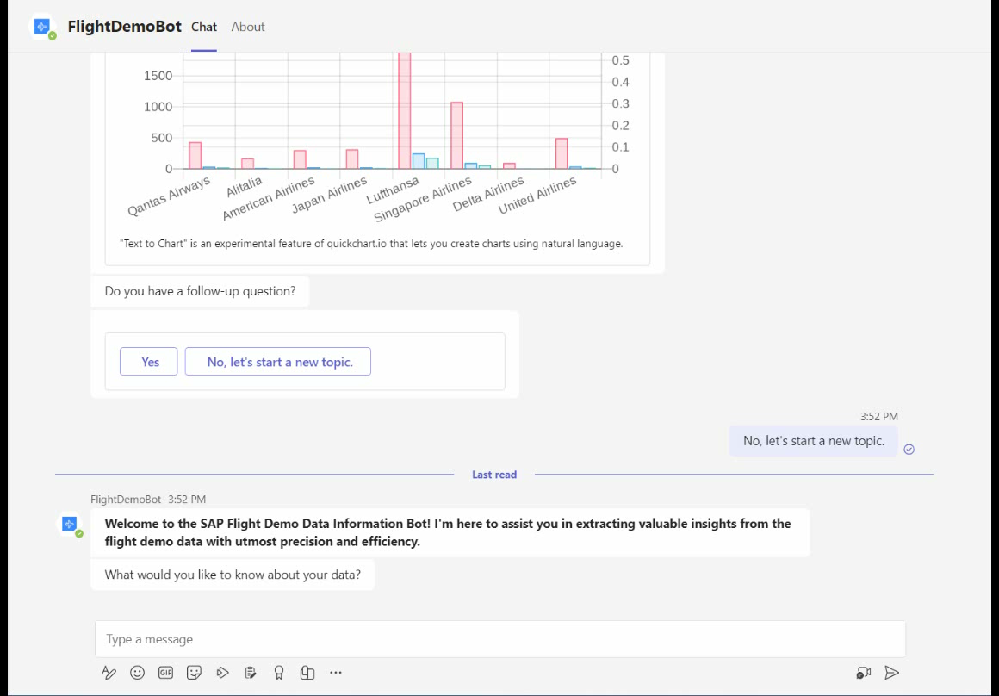 FlightDemoBot Chat About
1500
1000
500
0
0.5
0.4
0.3
0.2
0.1
0
Qantas Airways
Alitalia
American Airlines
Japan Airlines
Lufthansa
Singapore Airlines
Delta Airlines
United Airlines
"Text to Chart" is an experimental feature of quickchart.io that lets you create charts using natural language.
Do you have a follow-up question?
Yes No, let's start a new topic.
3:52 PM
No, let's start a new topic.
Last read
FlightDemoBot 3:52 PM
Welcome to the SAP Flight Demo Data Information Bot! I'm here to assist you in extracting valuable insights from the
flight demo data with utmost precision and efficiency.
What would you like to know about your data?
Type a message
GIF